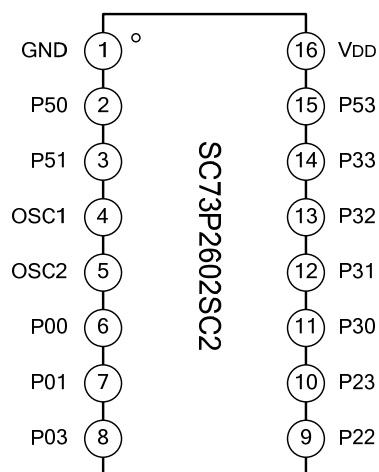 GND 1 16 VDD
P50 2 15 P53
P51 3 14 P33
OSC1 4 13 P32
OSC2 5 12 P31
P00 6 11 P30
P01 7 10 P23
P03 8 9 P22
SC73P2602SC2